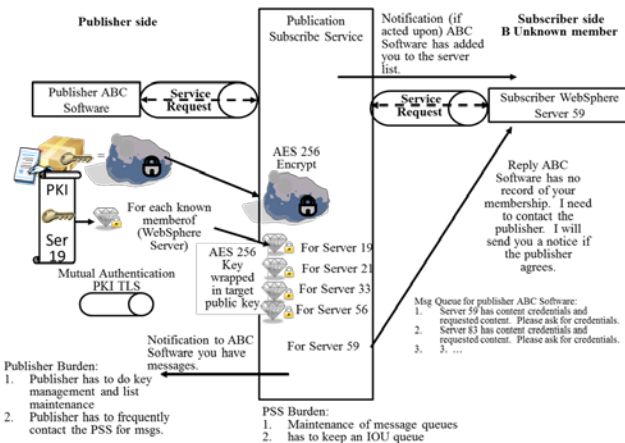 Publisher side
Publication
Subscribe Service
Notification (if
acted upon) ABC
Software has added
you to the server
list.
Subscriber side
B Unknown member
Publisher ABC
Software
Service
Request
Service
Request
Subscriber WebSphere
Server 59
=
PKI
Ser
19
For each known
memberof
(WebSphere
Server)
Mutual Authentication
PKI TLS
AES 256
Encrypt
AES 256
Key
wrapped
in target
public key
For Server 19
For Server 21
For Server 33
For Server 56
For Server 59
Reply ABC
Software has no
record of your
membership. I need
to contact the
publisher. I will
send you a notice if
the publisher
agrees.
Msg Queue for publisher ABC Software:
1. Server 59 has content credentials and
requested content. Please ask for credentials.
2. Server 83 has content credentials and
requested content. Please ask for credentials.
3. 3. …
Notification to ABC
Software you have
messages.
Publisher Burden:
1. Publisher has to do key
management and list
maintenance
2. Publisher has to frequently
contact the PSS for msgs.
PSS Burden:
1. Maintenance of message queues
2. has to keep an IOU queue